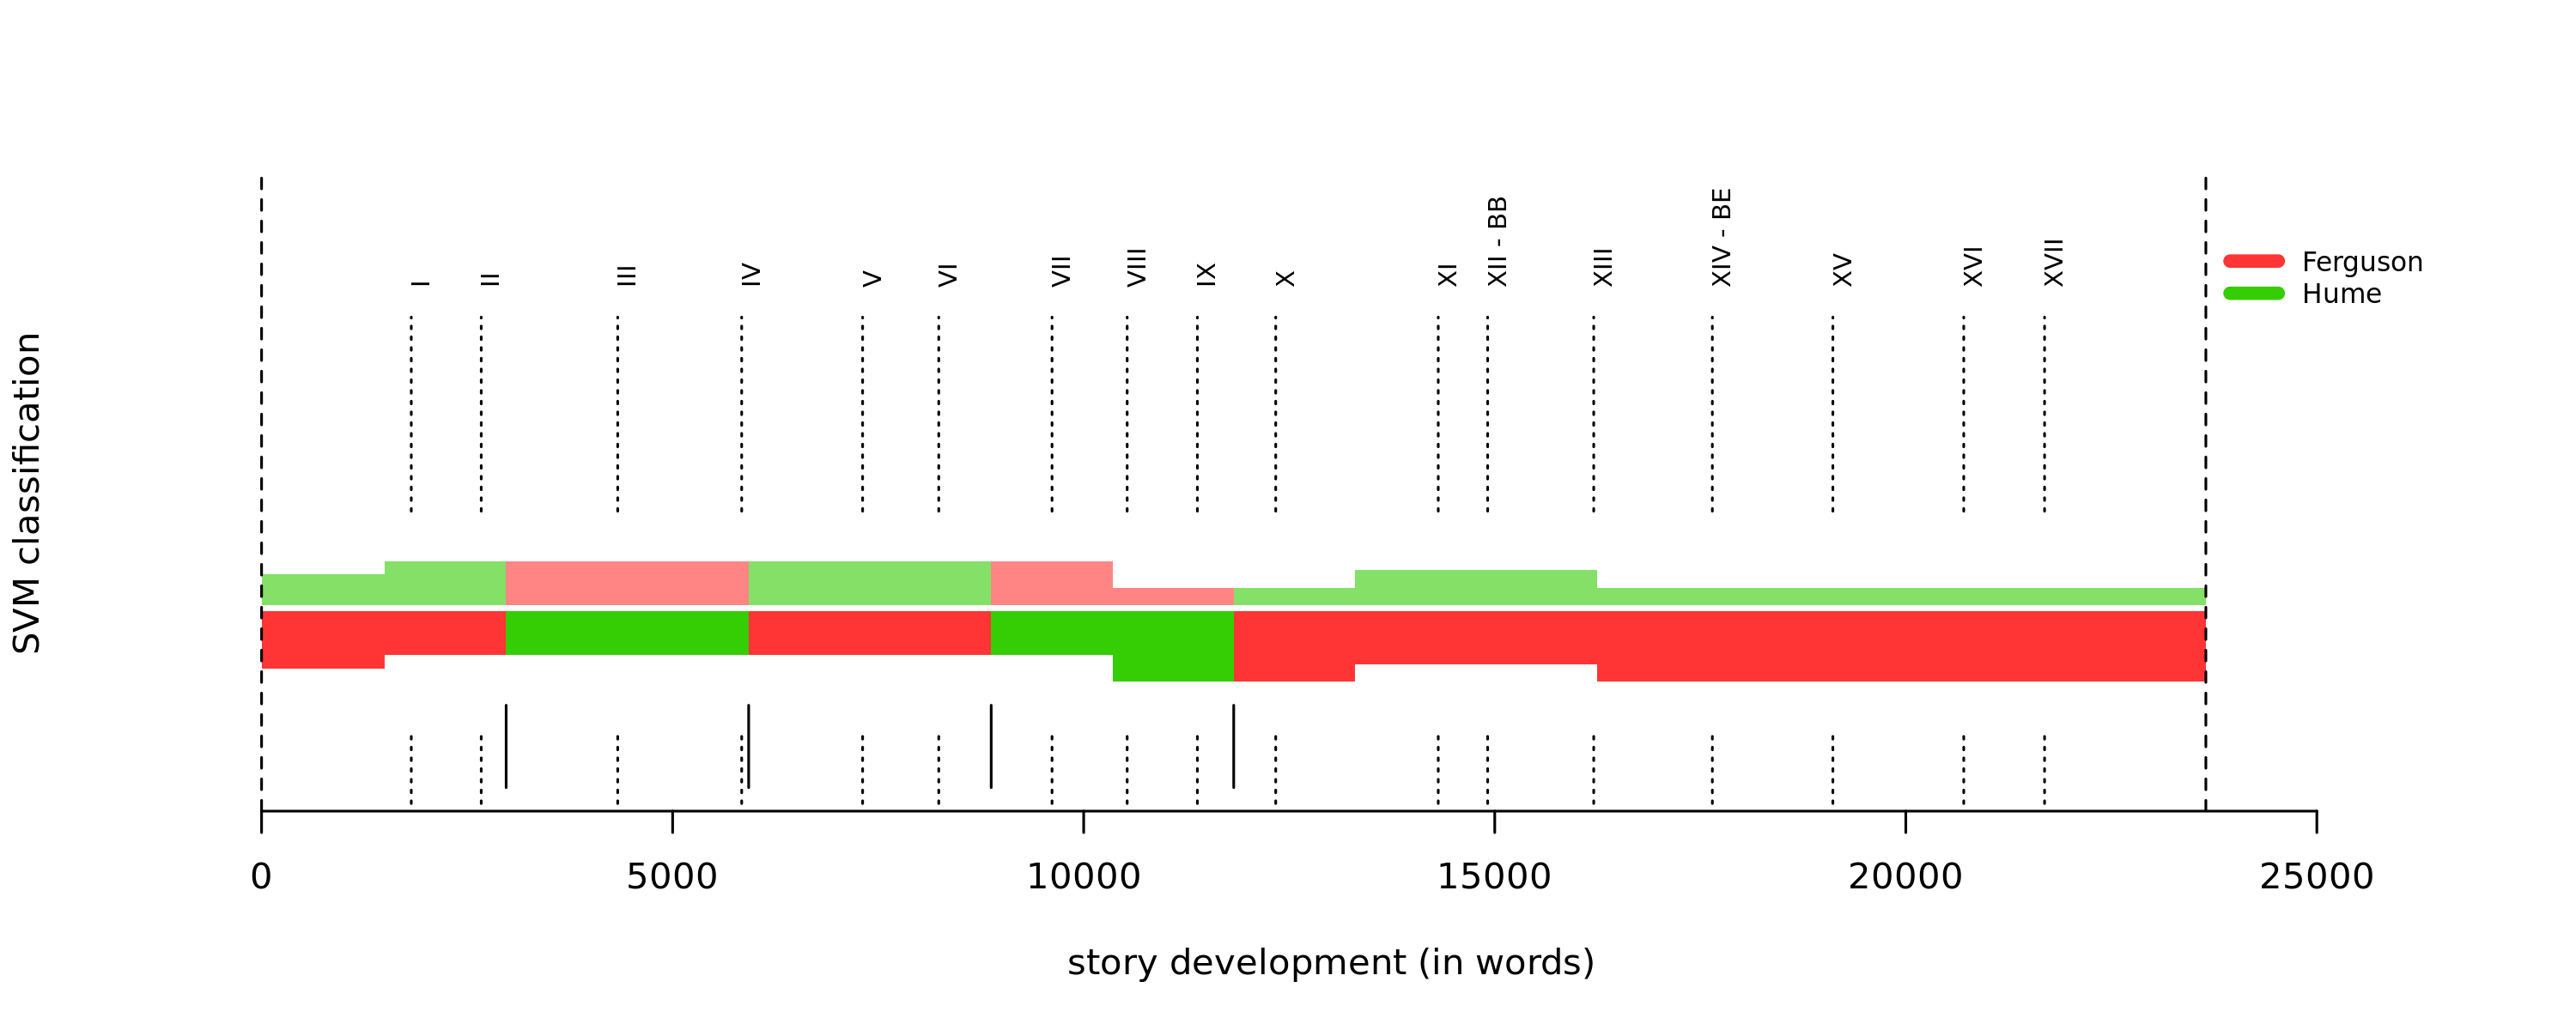 SVM classification
I
II
III
IV
V
VI
VII
VIII
IX
X
XI
XII - BB
XIII
XIV - BE
XV
XVI
XVII
Ferguson
Hume
0 5000 10000 15000 20000 25000
story development (in words)